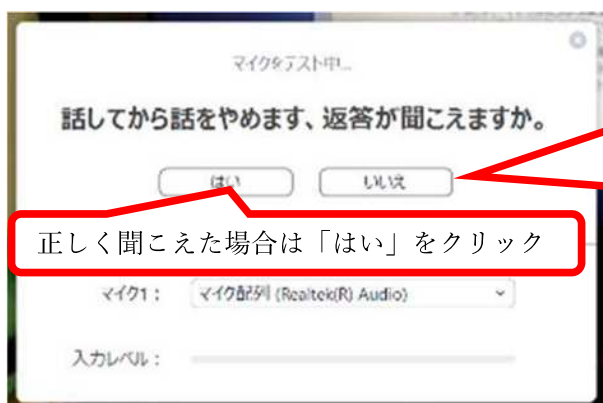 マイクをテスト中...
話してから話をやめます、返答が聞こえますか。
はい いいえ
正しく聞こえた場合は「はい」をクリック
マイク1： マイク配列 (Realtek(R) Audio)
入力レベル：